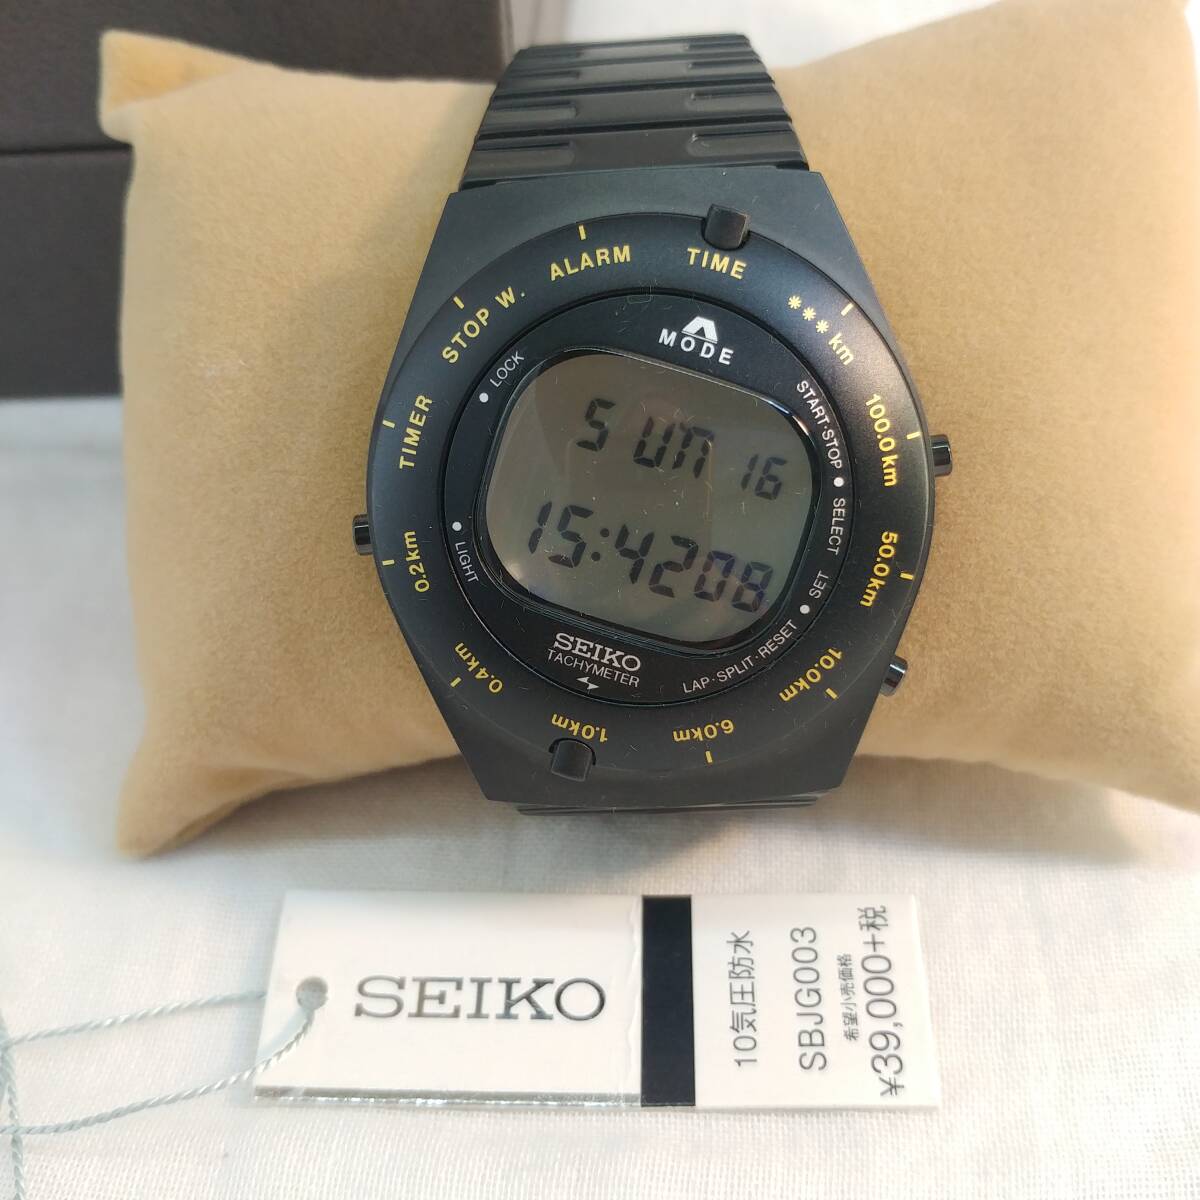 ALARM
TIME
***km
100.0km
50.0km
10.0km
6.0km
1.0km
0.4km
0.2km
TIMER
STOP W.
MODE
LOCK
START·STOP
SELECT
SET
LAP·SPLIT·RESET
LIGHT
SUN 16
15:4208
SEIKO
TACHYMETER
SEIKO
10気圧防水
SBJG003
希望小売価格
¥39,000+税